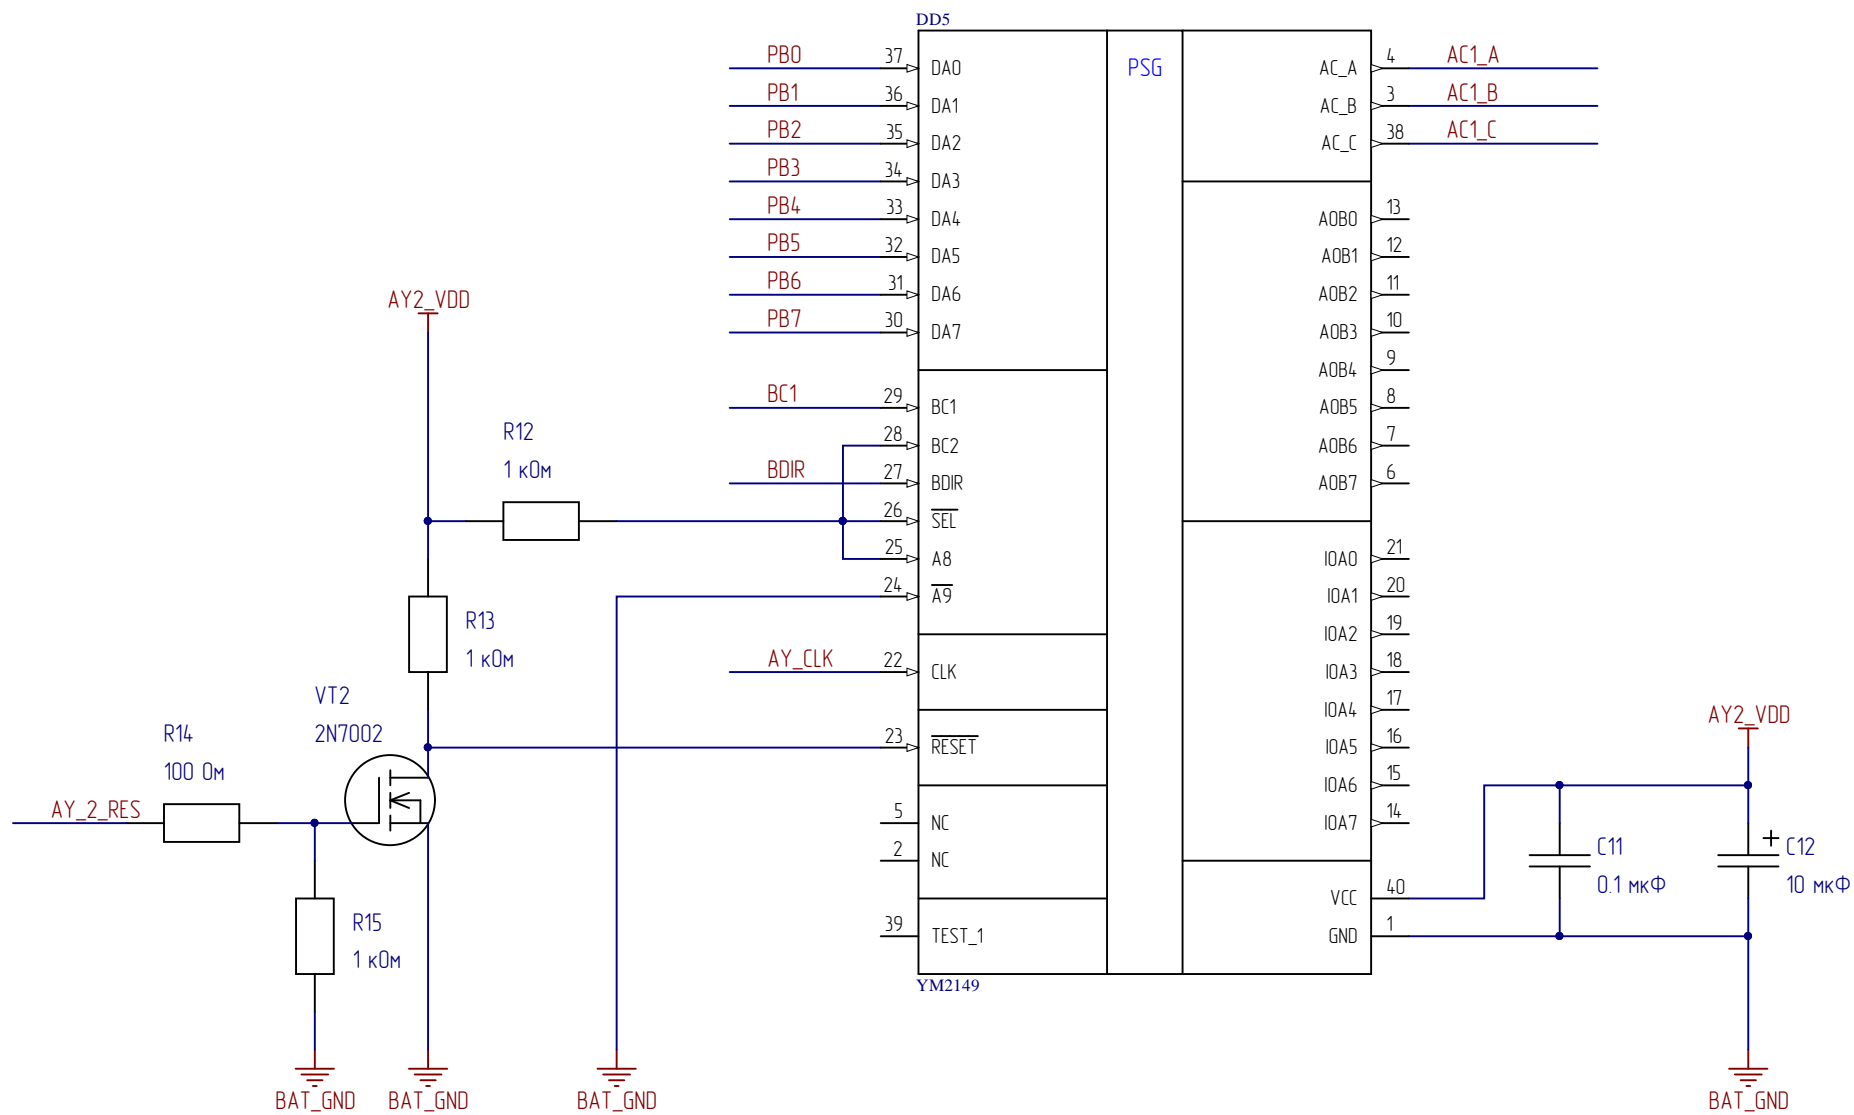 DD5
PSG
PB0 37 DA0
PB1 36 DA1
PB2 35 DA2
PB3 34 DA3
PB4 33 DA4
PB5 32 DA5
PB6 31 DA6
PB7 30 DA7
BC1 29 BC1
28 BC2
BDIR 27 BDIR
26 SEL
25 A8
24 A9
AY_CLK 22 CLK
23 RESET
5 NC
2 NC
39 TEST_1
YM2149
AC_A 4 AC1_A
AC_B 3 AC1_B
AC_C 38 AC1_C
AOB0 13
AOB1 12
AOB2 11
AOB3 10
AOB4 9
AOB5 8
AOB6 7
AOB7 6
IOA0 21
IOA1 20
IOA2 19
IOA3 18
IOA4 17
IOA5 16
IOA6 15
IOA7 14
VCC 40
GND 1
AY2_VDD
R12
1 кОм
R13
1 кОм
VT2
2N7002
R14
100 Ом
AY_2_RES
R15
1 кОм
BAT_GND
BAT_GND
BAT_GND
AY2_VDD
C11
0.1 мкФ
+
C12
10 мкФ
BAT_GND